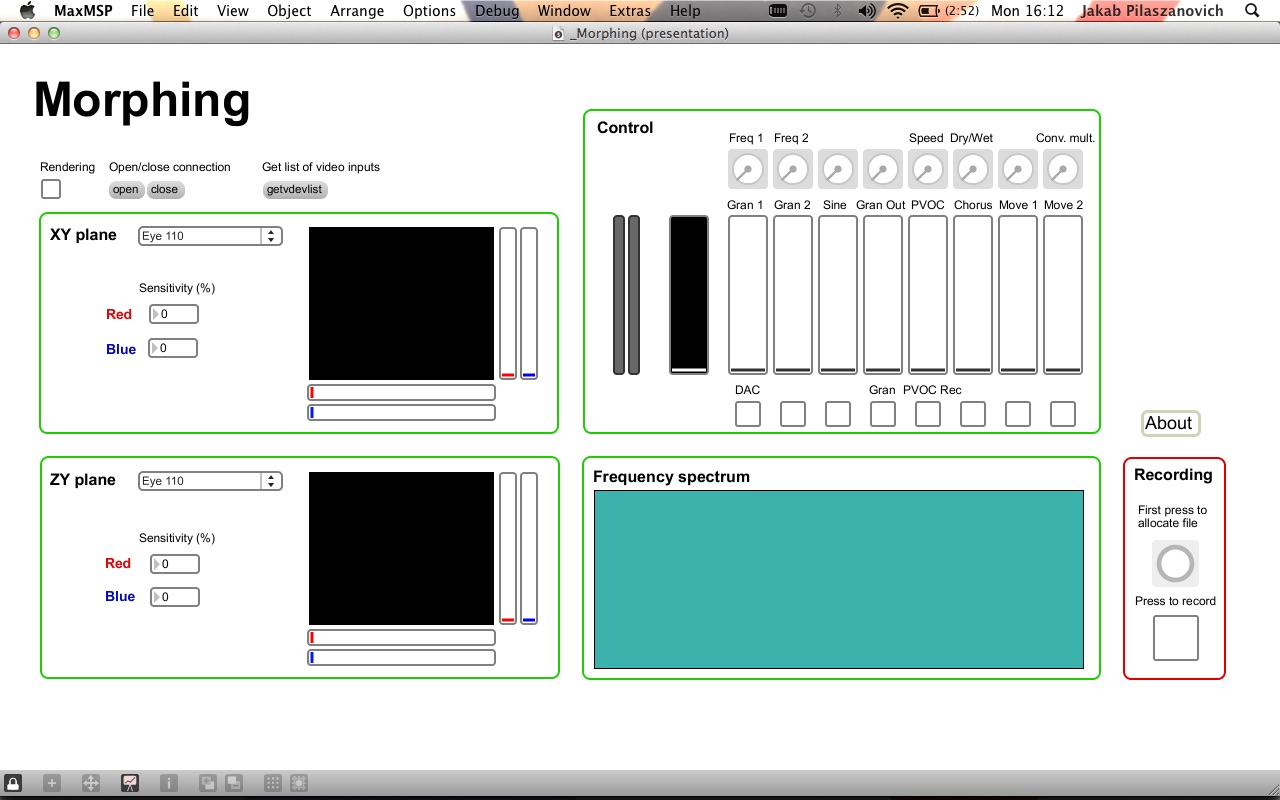 MaxMSP File Edit View Object Arrange Options Debug Window Extras Help (2:52) Mon 16:12 Jakab Pilaszanovich
_Morphing (presentation)
Morphing
Rendering Open/close connection Get list of video inputs
open close getvdevlist
XY plane Eye 110
Sensitivity (%)
Red 0
Blue 0
ZY plane Eye 110
Sensitivity (%)
Red 0
Blue 0
Control
Freq 1 Freq 2 Speed Dry/Wet Conv. mult.
Gran 1 Gran 2 Sine Gran Out PVOC Chorus Move 1 Move 2
DAC Gran PVOC Rec
Frequency spectrum
About
Recording
First press to
allocate file
Press to record